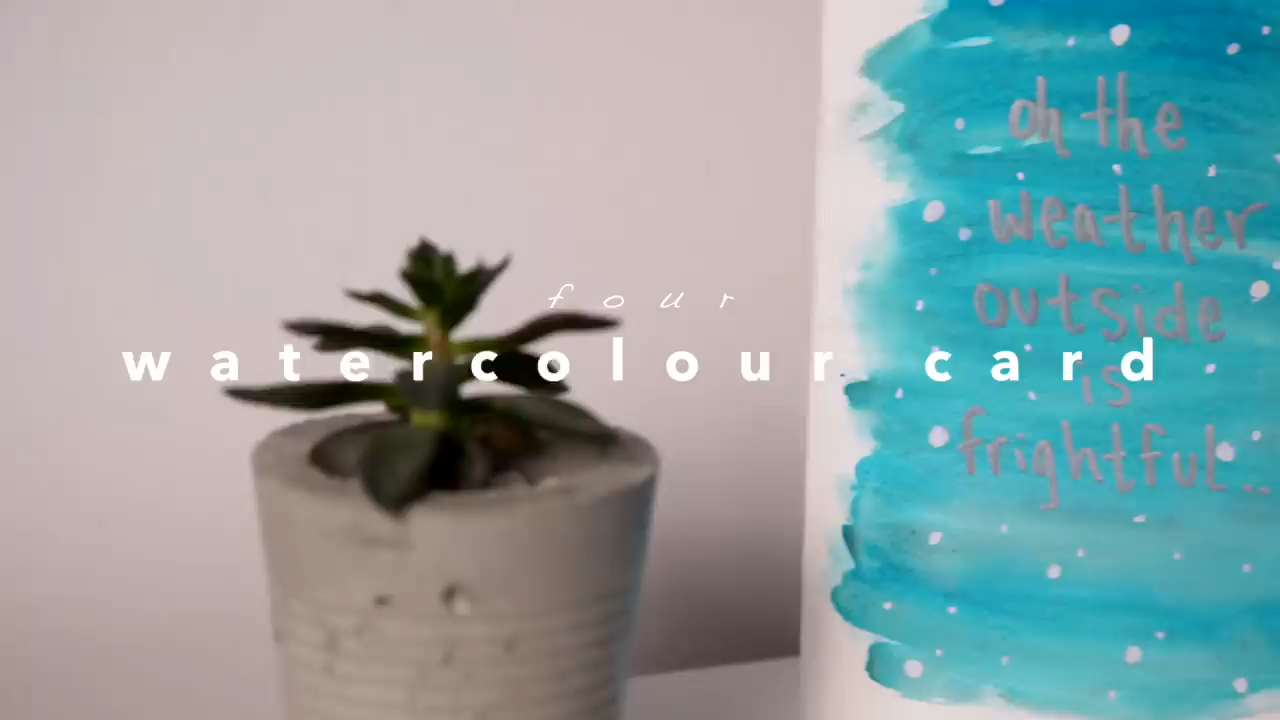 four
watercolour card
oh the
weather
outside
is
frightful..